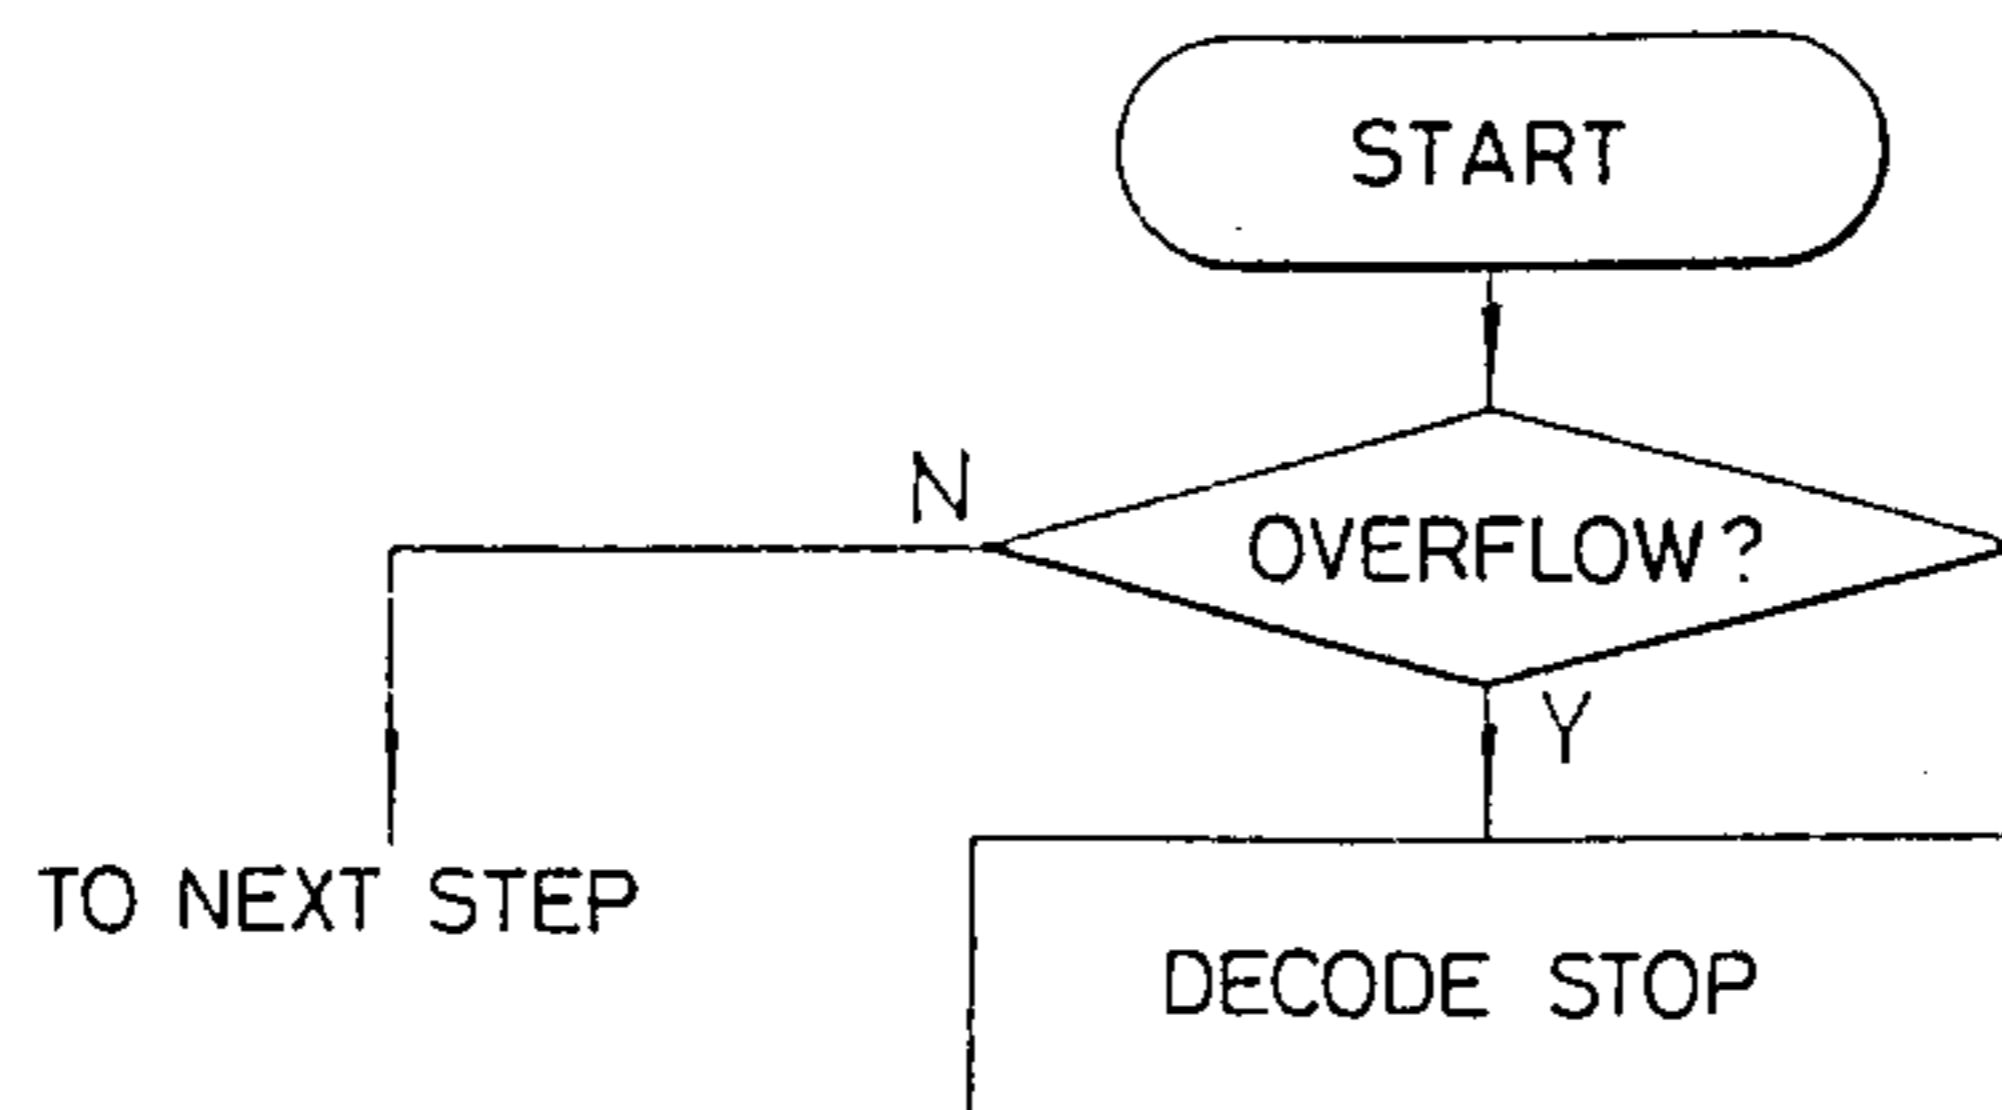 START
N
OVERFLOW?
Y
TO NEXT STEP
DECODE STOP